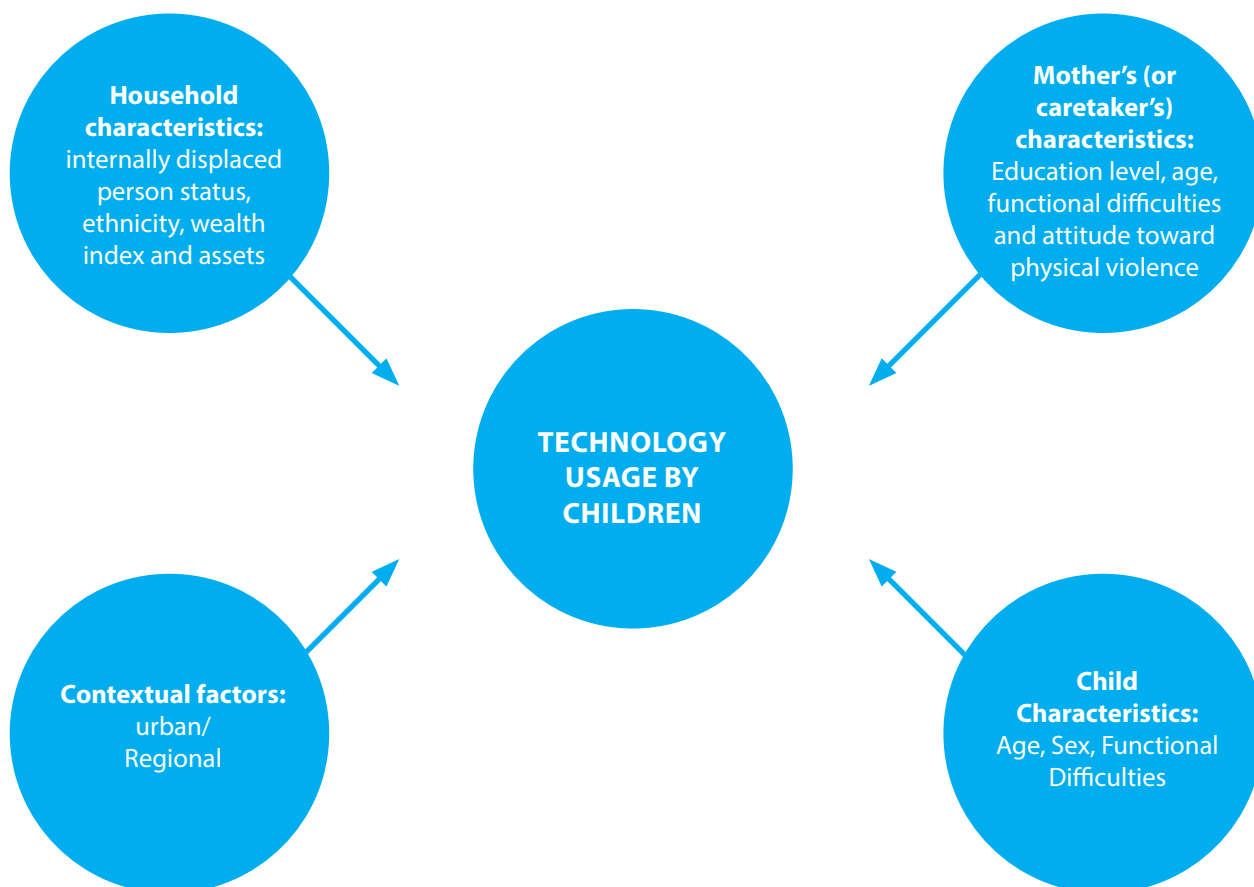 Household
characteristics:
internally displaced
person status,
ethnicity, wealth
index and assets
Mother’s (or
caretaker’s)
characteristics:
Education level, age,
functional difficulties
and attitude toward
physical violence
TECHNOLOGY
USAGE BY
CHILDREN
Contextual factors:
urban/
Regional
Child
Characteristics:
Age, Sex, Functional
Difficulties